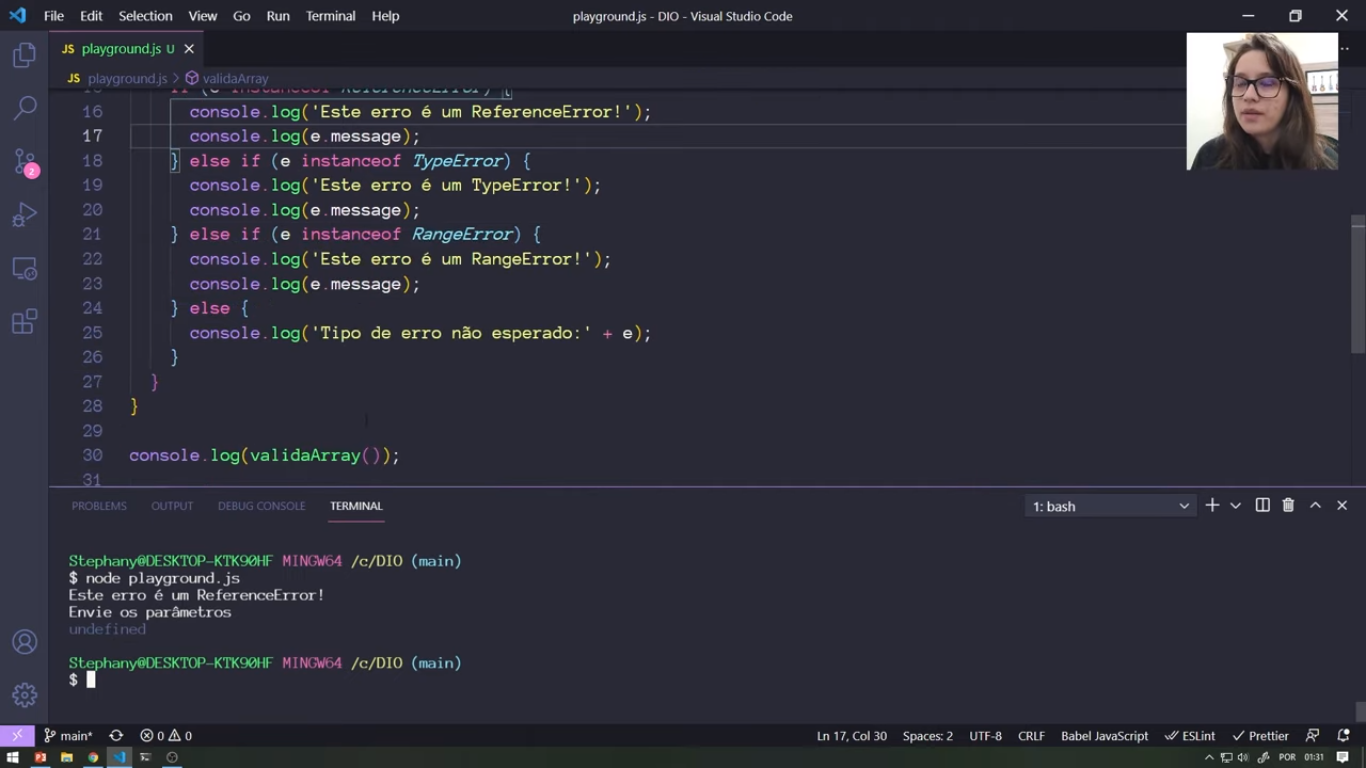 File Edit Selection View Go Run Terminal Help
playground.js - DIO - Visual Studio Code
JS playground.js U
JS playground.js > validaArray
if (e instanceof ReferenceError) {
16 console.log('Este erro é um ReferenceError!');
17 console.log(e.message);
18 } else if (e instanceof TypeError) {
19 console.log('Este erro é um TypeError!');
20 console.log(e.message);
21 } else if (e instanceof RangeError) {
22 console.log('Este erro é um RangeError!');
23 console.log(e.message);
24 } else {
25 console.log('Tipo de erro não esperado:' + e);
26 }
27 }
28 }
29
30 console.log(validaArray());
31
2
PROBLEMS OUTPUT DEBUG CONSOLE TERMINAL 1: bash
Stephany@DESKTOP-KTK90HF MINGW64 /c/DIO (main)
$ node playground.js
Este erro é um ReferenceError!
Envie os parâmetros
undefined
Stephany@DESKTOP-KTK90HF MINGW64 /c/DIO (main)
$
main* 0 0 Ln 17, Col 30 Spaces: 2 UTF-8 CRLF Babel JavaScript ESLint Prettier
POR 01:31